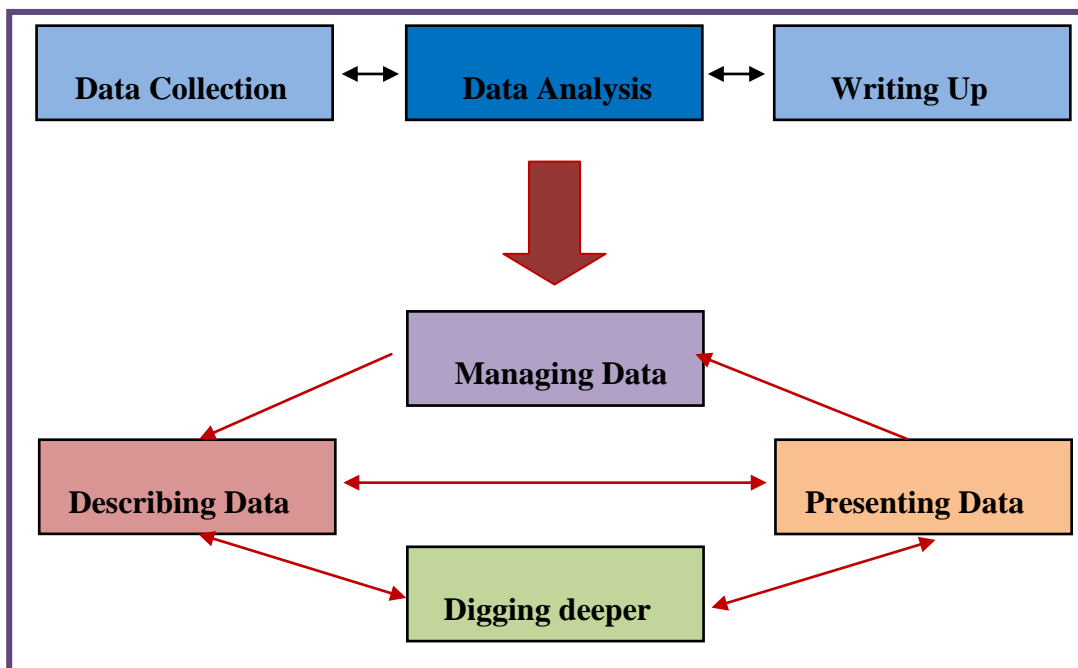 Data Collection
Data Analysis
Writing Up
Managing Data
Describing Data
Presenting Data
Digging deeper